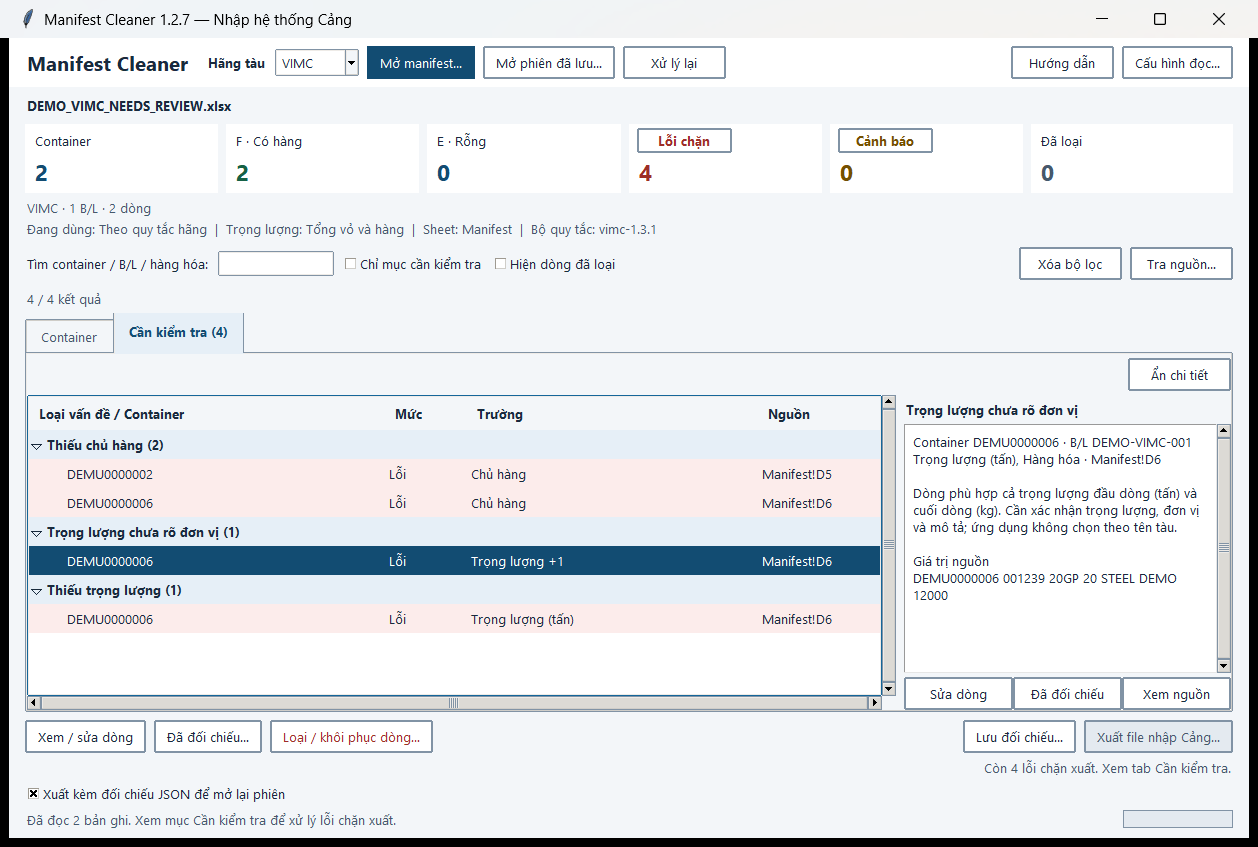 Manifest Cleaner 1.2.7 — Nhập hệ thống Cảng
Manifest Cleaner
Hãng tàu
VIMC
Mở manifest...
Mở phiên đã lưu...
Xử lý lại
Hướng dẫn
Cấu hình đọc...
DEMO_VIMC_NEEDS_REVIEW.xlsx
Container
F · Có hàng
E · Rỗng
Lỗi chặn
Cảnh báo
Đã loại
2
2
0
4
0
0
VIMC · 1 B/L · 2 dòng
Đang dùng: Theo quy tắc hãng | Trọng lượng: Tổng vỏ và hàng | Sheet: Manifest | Bộ quy tắc: vimc-1.3.1
Tìm container / B/L / hàng hóa:
Chỉ mục cần kiểm tra
Hiện dòng đã loại
Xóa bộ lọc
Tra nguồn...
4 / 4 kết quả
Container
Cần kiểm tra (4)
Ẩn chi tiết
Loại vấn đề / Container Mức Trường Nguồn
Thiếu chủ hàng (2)
DEMU0000002 Lỗi Chủ hàng Manifest!D5
DEMU0000006 Lỗi Chủ hàng Manifest!D6
Trọng lượng chưa rõ đơn vị (1)
DEMU0000006 Lỗi Trọng lượng +1 Manifest!D6
Thiếu trọng lượng (1)
DEMU0000006 Lỗi Trọng lượng (tấn) Manifest!D6
Trọng lượng chưa rõ đơn vị
Container DEMU0000006 · B/L DEMO-VIMC-001
Trọng lượng (tấn), Hàng hóa · Manifest!D6
Dòng phù hợp cả trọng lượng đầu dòng (tấn) và
cuối dòng (kg). Cần xác nhận trọng lượng, đơn vị
và mô tả; ứng dụng không chọn theo tên tàu.
Giá trị nguồn
DEMU0000006 001239 20GP 20 STEEL DEMO
12000
Sửa dòng
Đã đối chiếu
Xem nguồn
Xem / sửa dòng
Đã đối chiếu...
Loại / khôi phục dòng...
Lưu đối chiếu...
Xuất file nhập Cảng...
Còn 4 lỗi chặn xuất. Xem tab Cần kiểm tra.
Xuất kèm đối chiếu JSON để mở lại phiên
Đã đọc 2 bản ghi. Xem mục Cần kiểm tra để xử lý lỗi chặn xuất.